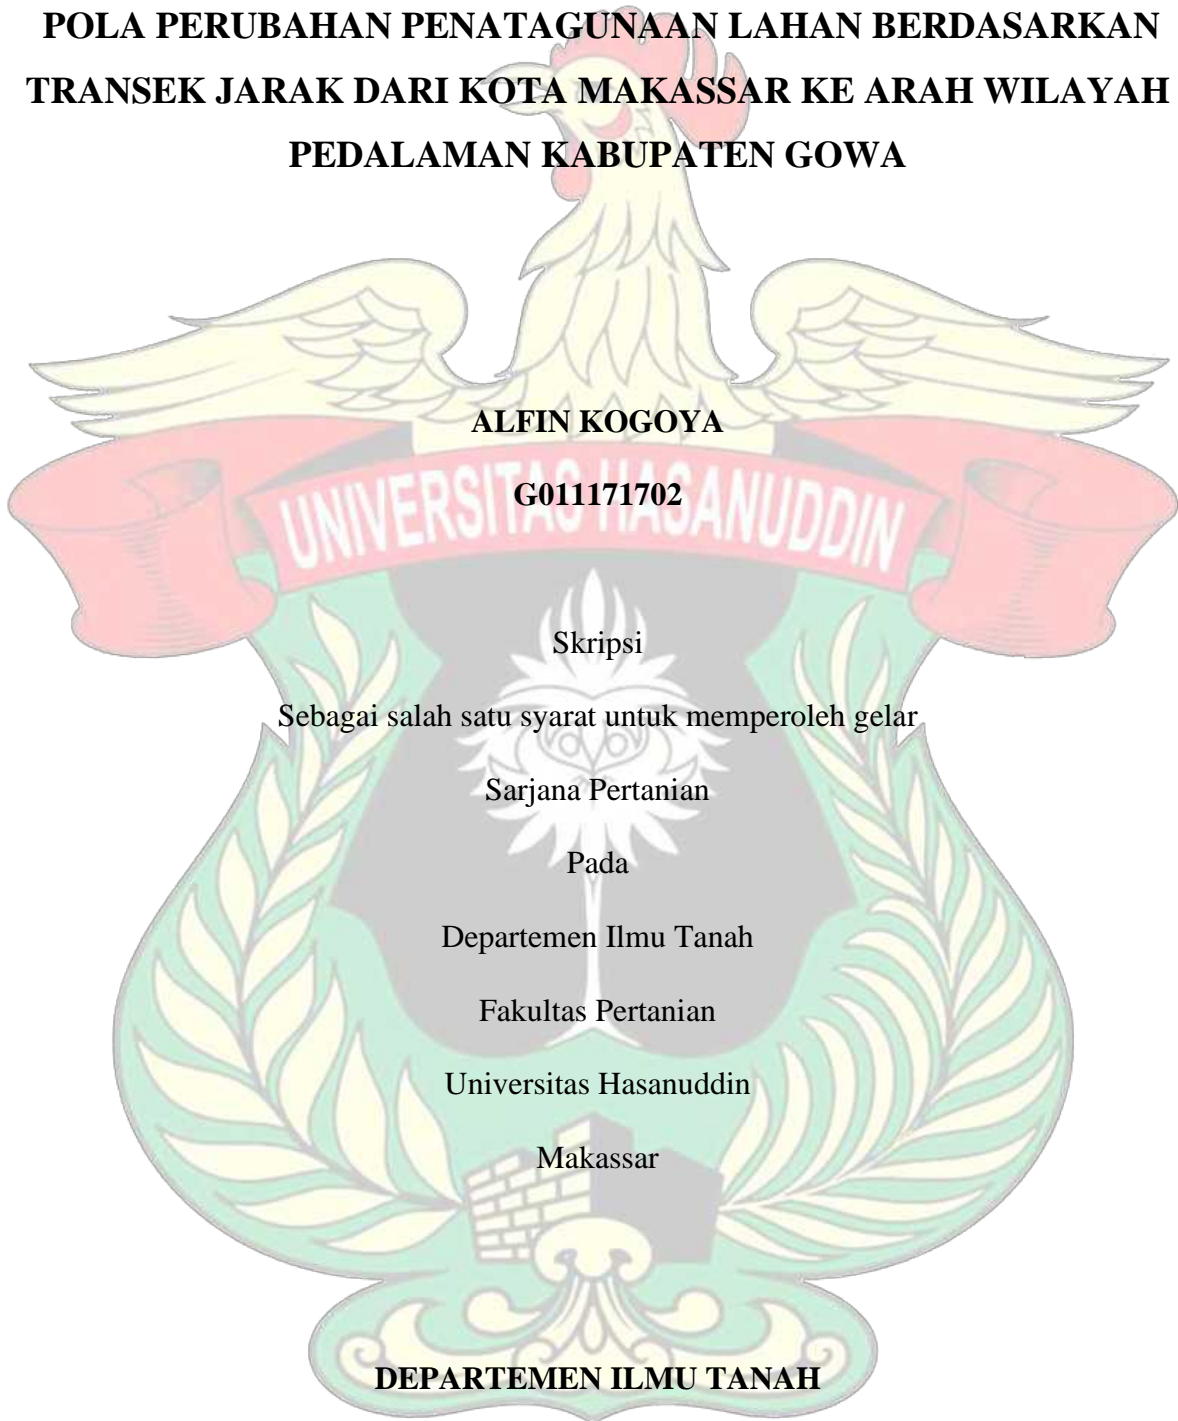 POLA PERUBAHAN PENATAGUNAAN LAHAN BERDASARKAN
TRANSEK JARAK DARI KOTA MAKASSAR KE ARAH WILAYAH
PEDALAMAN KABUPATEN GOWA
ALFIN KOGOYA
UNIVERSITAS HASANUDDIN
G011171702
Skripsi
Sebagai salah satu syarat untuk memperoleh gelar
Sarjana Pertanian
Pada
Departemen Ilmu Tanah
Fakultas Pertanian
Universitas Hasanuddin
Makassar
DEPARTEMEN ILMU TANAH